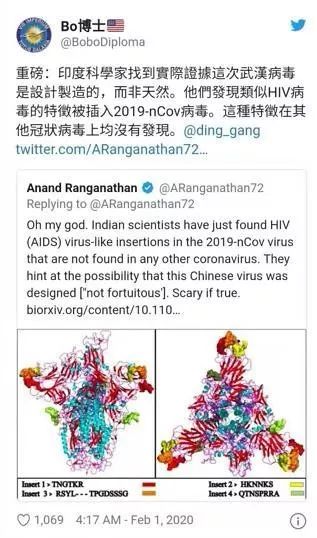 Bo博士🇺🇸
@BoboDiploma
重磅：印度科學家找到實際證據這次武漢病毒
是設計製造的，而非天然。他們發現類似HIV病
毒的特徵被插入2019-nCov病毒。這種特徵在其
他冠狀病毒上均沒有發現。@ding_gang
twitter.com/ARanganathan72…
Anand Ranganathan @ARanganathan72
Replying to @ARanganathan72
Oh my god. Indian scientists have just found HIV
(AIDS) virus-like insertions in the 2019-nCov virus
that are not found in any other coronavirus. They
hint at the possibility that this Chinese virus was
designed ["not fortuitous']. Scary if true.
biorxiv.org/content/10.110…
Insert 1 > TNGTKR
Insert 2 > HKNNKS
Insert 3 > RSYL---TPGDSSSG
Insert 4 > QTNSPRRA
1,069 4:17 AM - Feb 1, 2020